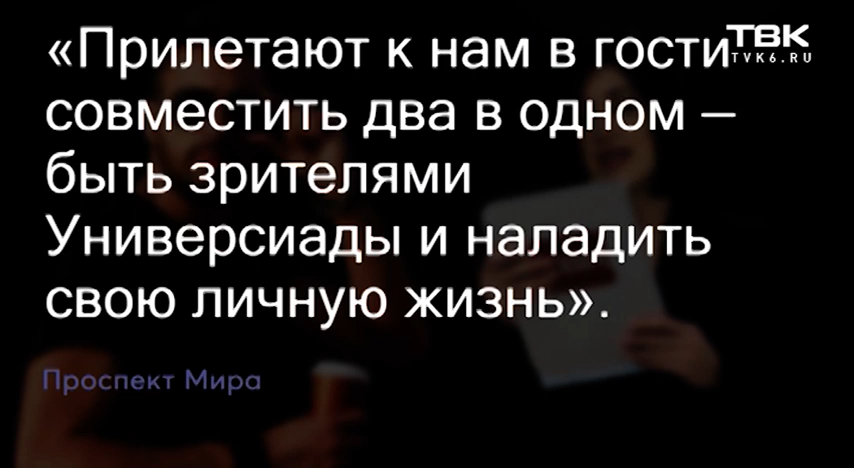 «Прилетают к нам в гости
ТВК
TVK6.RU
совместить два в одном –
быть зрителями
Универсиады и наладить
свою личную жизнь».
Проспект Мира